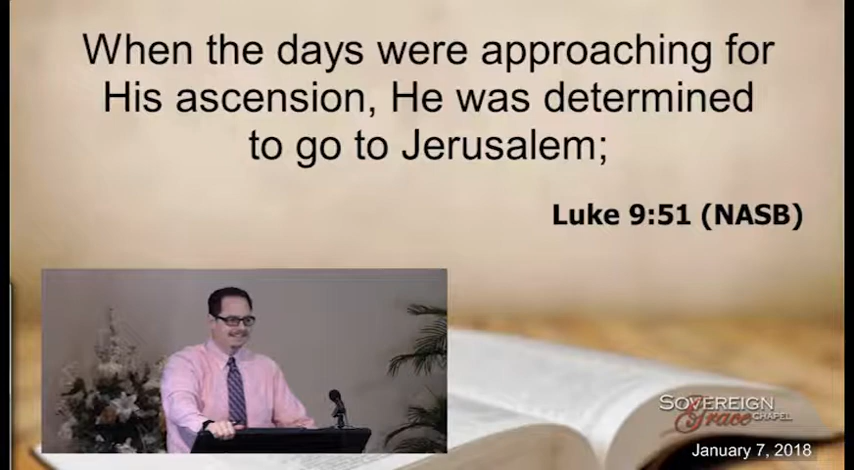 When the days were approaching for
His ascension, He was determined
to go to Jerusalem;
Luke 9:51 (NASB)
SOVEREIGN
Grace CHAPEL
January 7, 2018